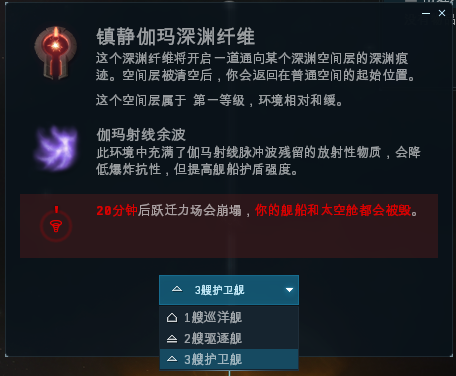 镇静伽玛深渊纤维
这个深渊纤维将开启一道通向某个深渊空间层的深渊痕
迹。空间层被清空后，你会返回在普通空间的起始位置。
这个空间层属于 第一等级，环境相对和缓。
伽玛射线余波
此环境中充满了伽马射线脉冲波残留的放射性物质，会降
低爆炸抗性，但提高舰船护盾强度。
20分钟后跃迁力场会崩塌，你的舰船和太空舱都会被毁。
3艘护卫舰
1艘巡洋舰
2艘驱逐舰
3艘护卫舰